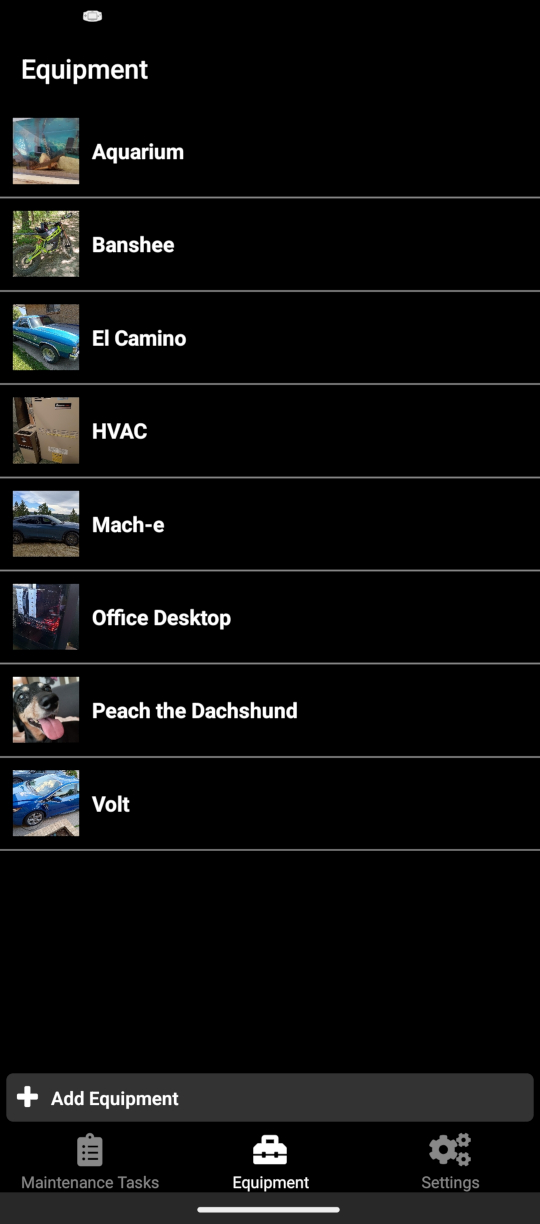 Equipment
Aquarium
Banshee
El Camino
HVAC
Mach-e
Office Desktop
Peach the Dachshund
Volt
Add Equipment
Maintenance Tasks
Equipment
Settings